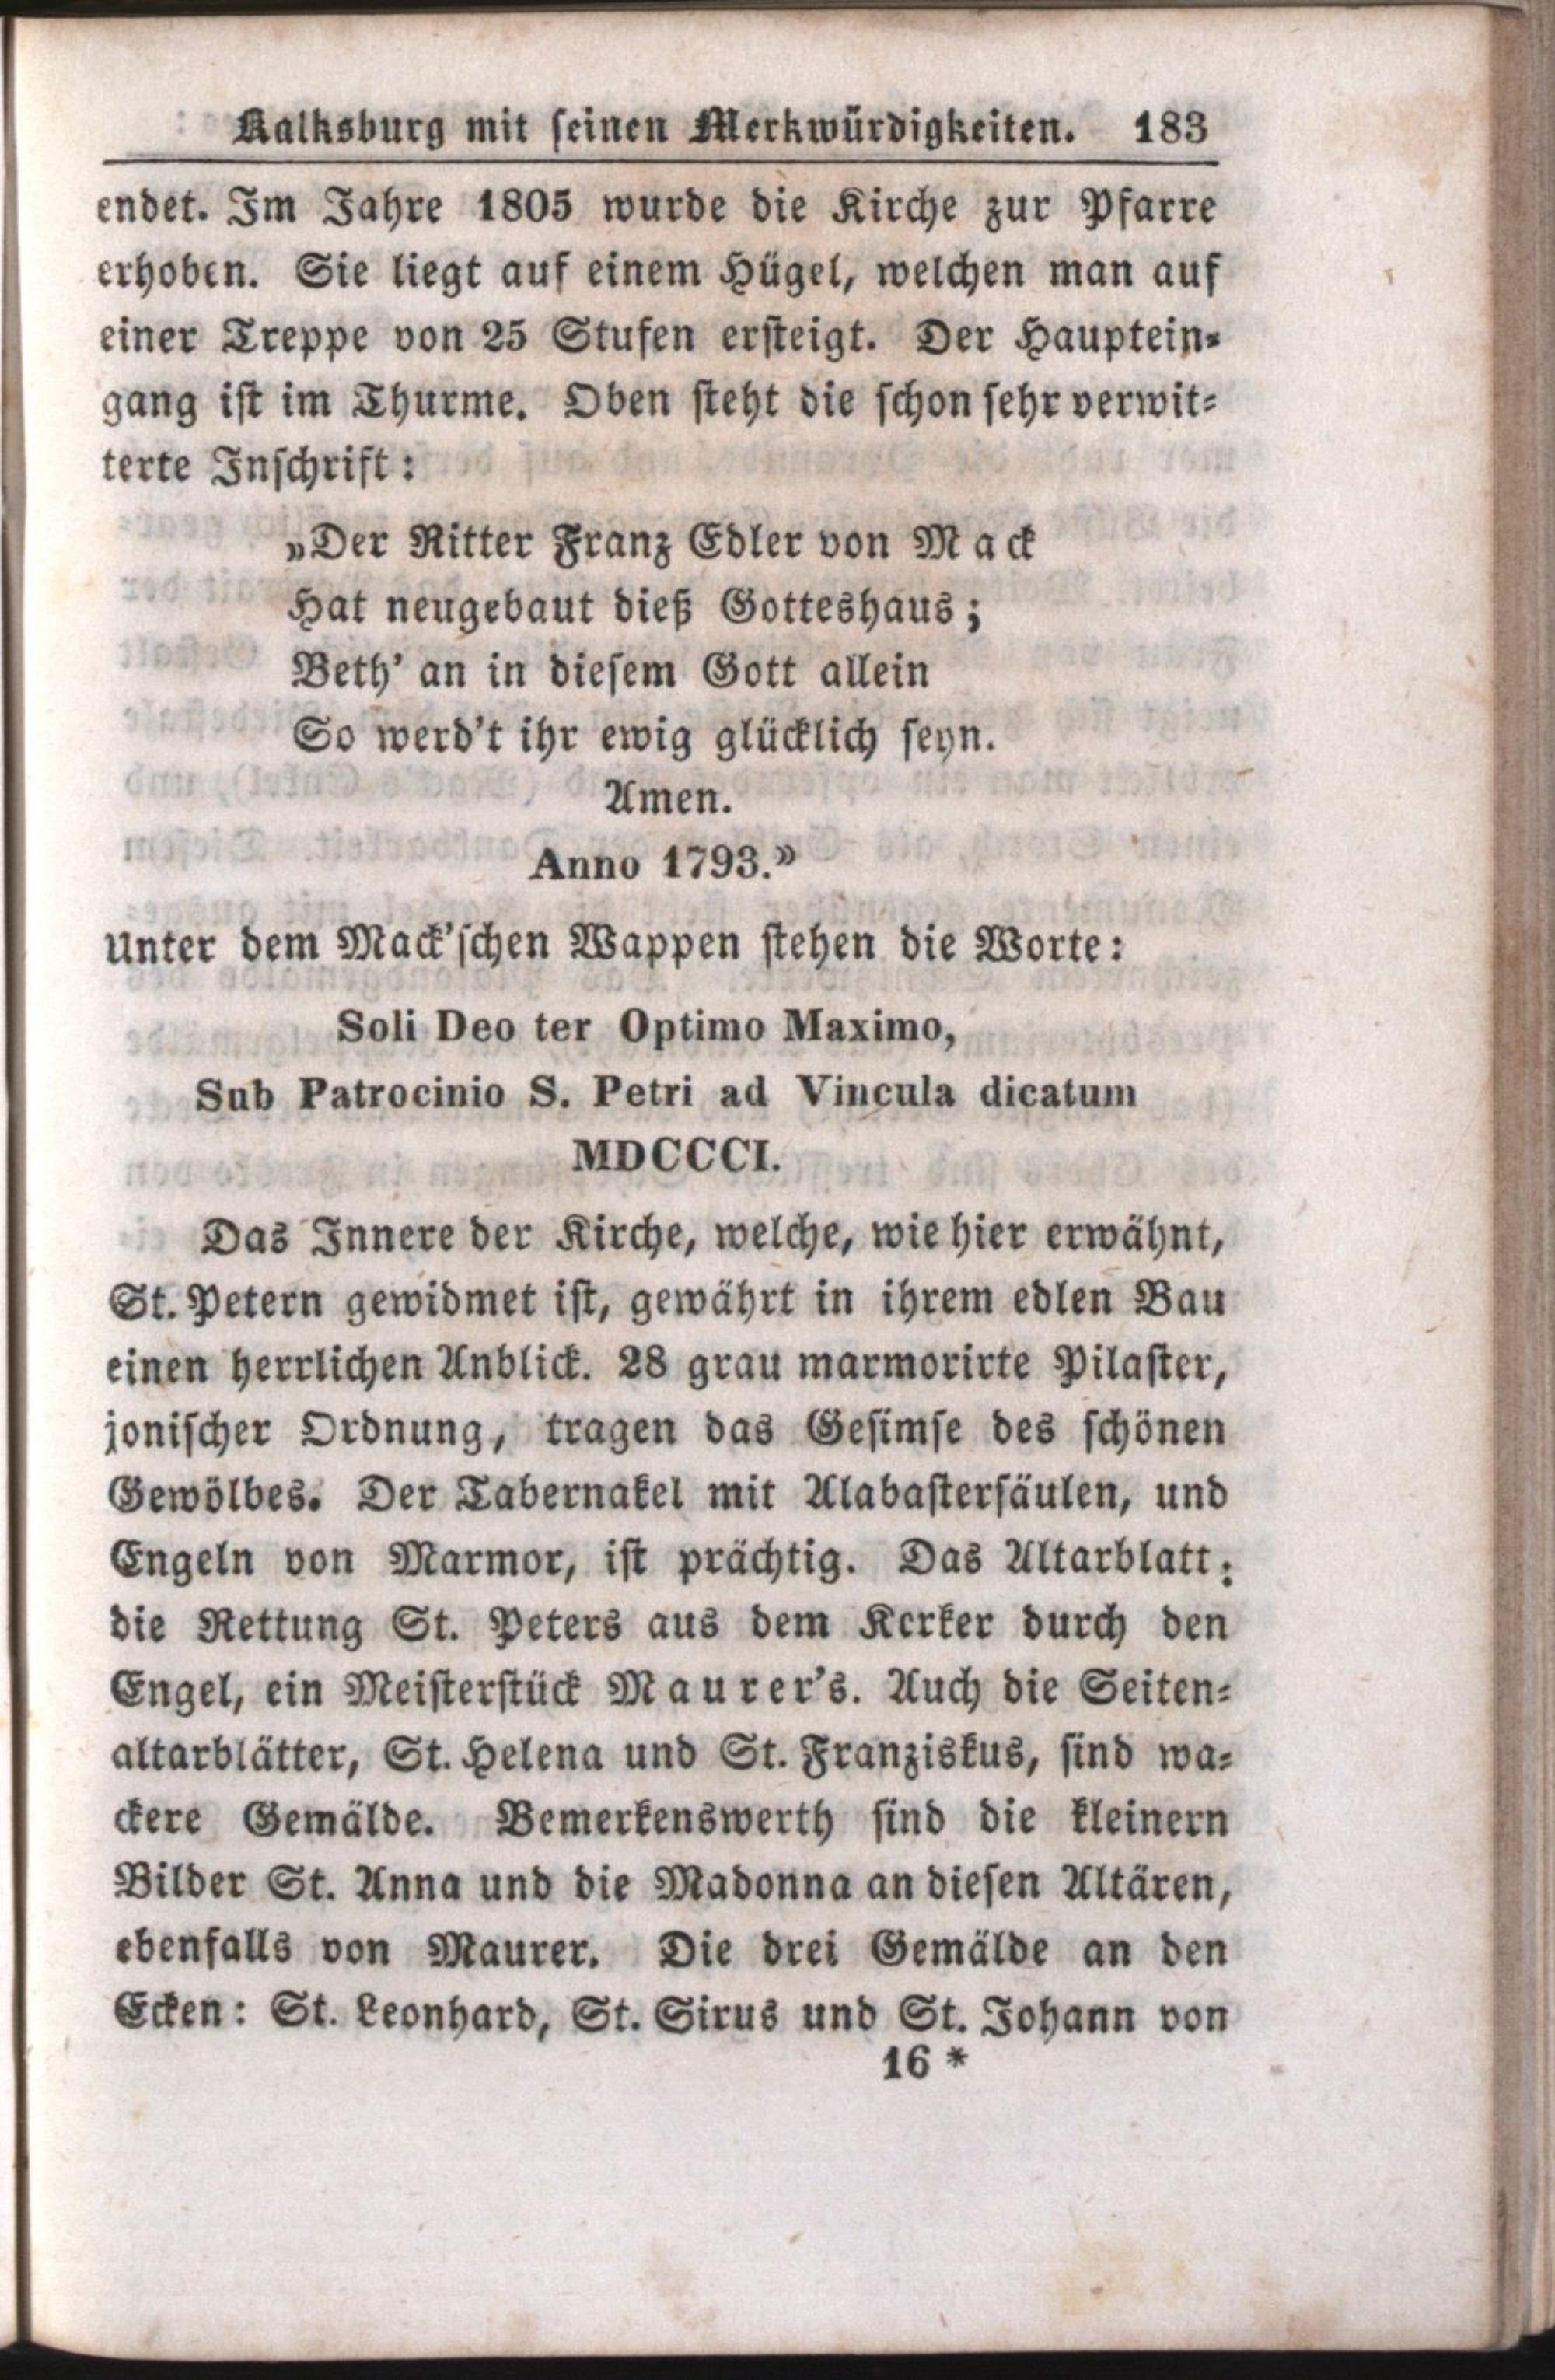 Kalksburg mit seinen Merkwürdigkeiten. 183
endet. Im Jahre 1805 wurde die Kirche zur Pfarre
erhoben. Sie liegt auf einem Hügel, welchen man auf
einer Treppe von 25 Stufen ersteigt. Der Hauptein-
gang ist im Thurme. Oben steht die schon sehr verwit-
terte Inschrift:
»Der Ritter Franz Edler von Mack
Hat neugebaut dieß Gotteshaus;
Beth' an in diesem Gott allein
So werd't ihr ewig glücklich seyn.
Amen.
Anno 1793.»
Unter dem Mack'schen Wappen stehen die Worte:
Soli Deo ter Optimo Maximo,
Sub Patrocinio S. Petri ad Vincula dicatum
MDCCCI.
Das Innere der Kirche, welche, wie hier erwähnt,
St. Petern gewidmet ist, gewährt in ihrem edlen Bau
einen herrlichen Anblick. 28 grau marmorirte Pilaster,
jonischer Ordnung, tragen das Gesimse des schönen
Gewölbes. Der Tabernakel mit Alabastersäulen, und
Engeln von Marmor, ist prächtig. Das Altarblatt:
die Rettung St. Peters aus dem Kerker durch den
Engel, ein Meisterstück Maurer's. Auch die Seiten-
altarblätter, St. Helena und St. Franziskus, sind wa-
ckere Gemälde. Bemerkenswerth sind die kleinern
Bilder St. Anna und die Madonna an diesen Altären,
ebenfalls von Maurer. Die drei Gemälde an den
Ecken: St. Leonhard, St. Sirus und St. Johann von
16 *